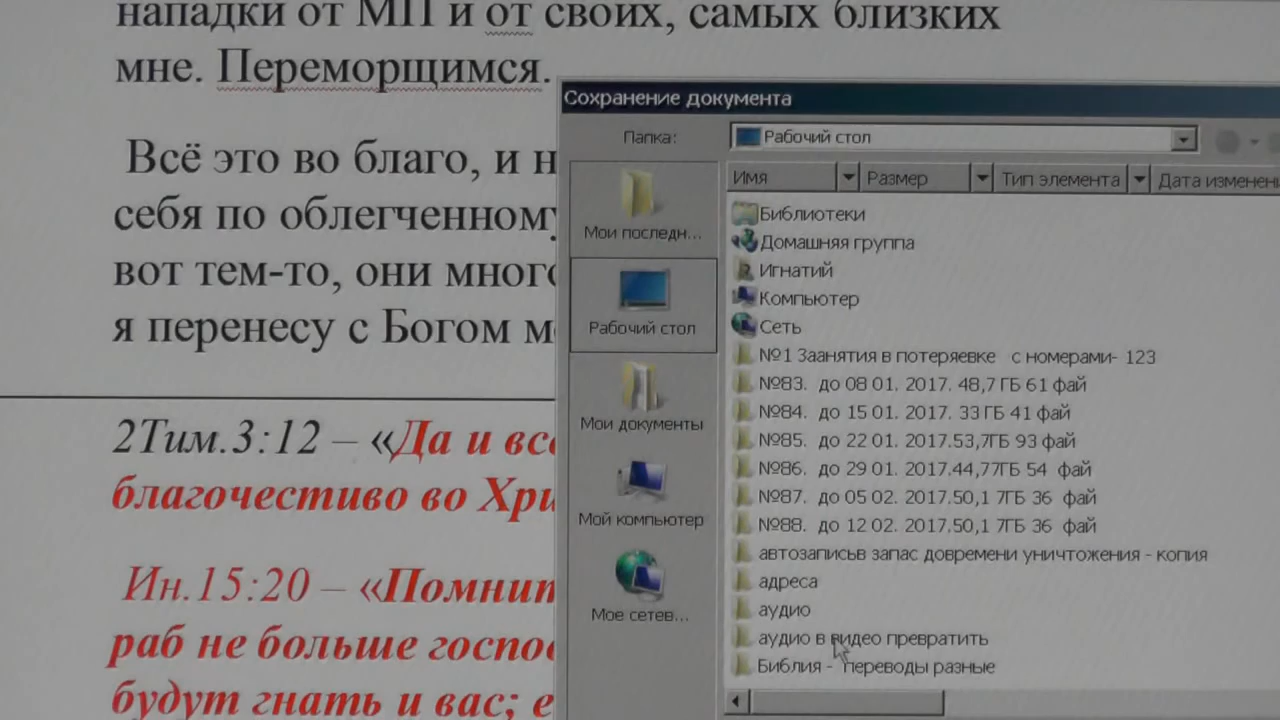 нападки от МП и от своих, самых близких
мне. Переморщимся.
Всё это во благо, и н
себя по облегченному
вот тем-то, они много
я перенесу с Богом м
2Тим.3:12 – «Да и все
благочестиво во Хри
Ин.15:20 – «Помнит
раб не больше госпо
будут гнать и вас; е
Сохранение документа
Папка:
Рабочий стол
Мои последн...
Рабочий стол
Мои документы
Мой компьютер
Мое сетев...
Имя Размер Тип элемента Дата изменен
Библиотеки
Домашняя группа
Игнатий
Компьютер
Сеть
№1 Заанятия в потеряевке с номерами- 123
№83. до 08 01. 2017. 48,7 ГБ 61 фай
№84. до 15 01. 2017. 33 ГБ 41 фай
№85. до 22 01. 2017.53,7ГБ 93 фай
№86. до 29 01. 2017.44,77ГБ 54 фай
№87. до 05 02. 2017.50,1 7ГБ 36 фай
№88. до 12 02. 2017.50,1 7ГБ 36 фай
автозаписьв запас довремени уничтожения - копия
адреса
аудио
аудио в видео превратить
Библия - переводы разные